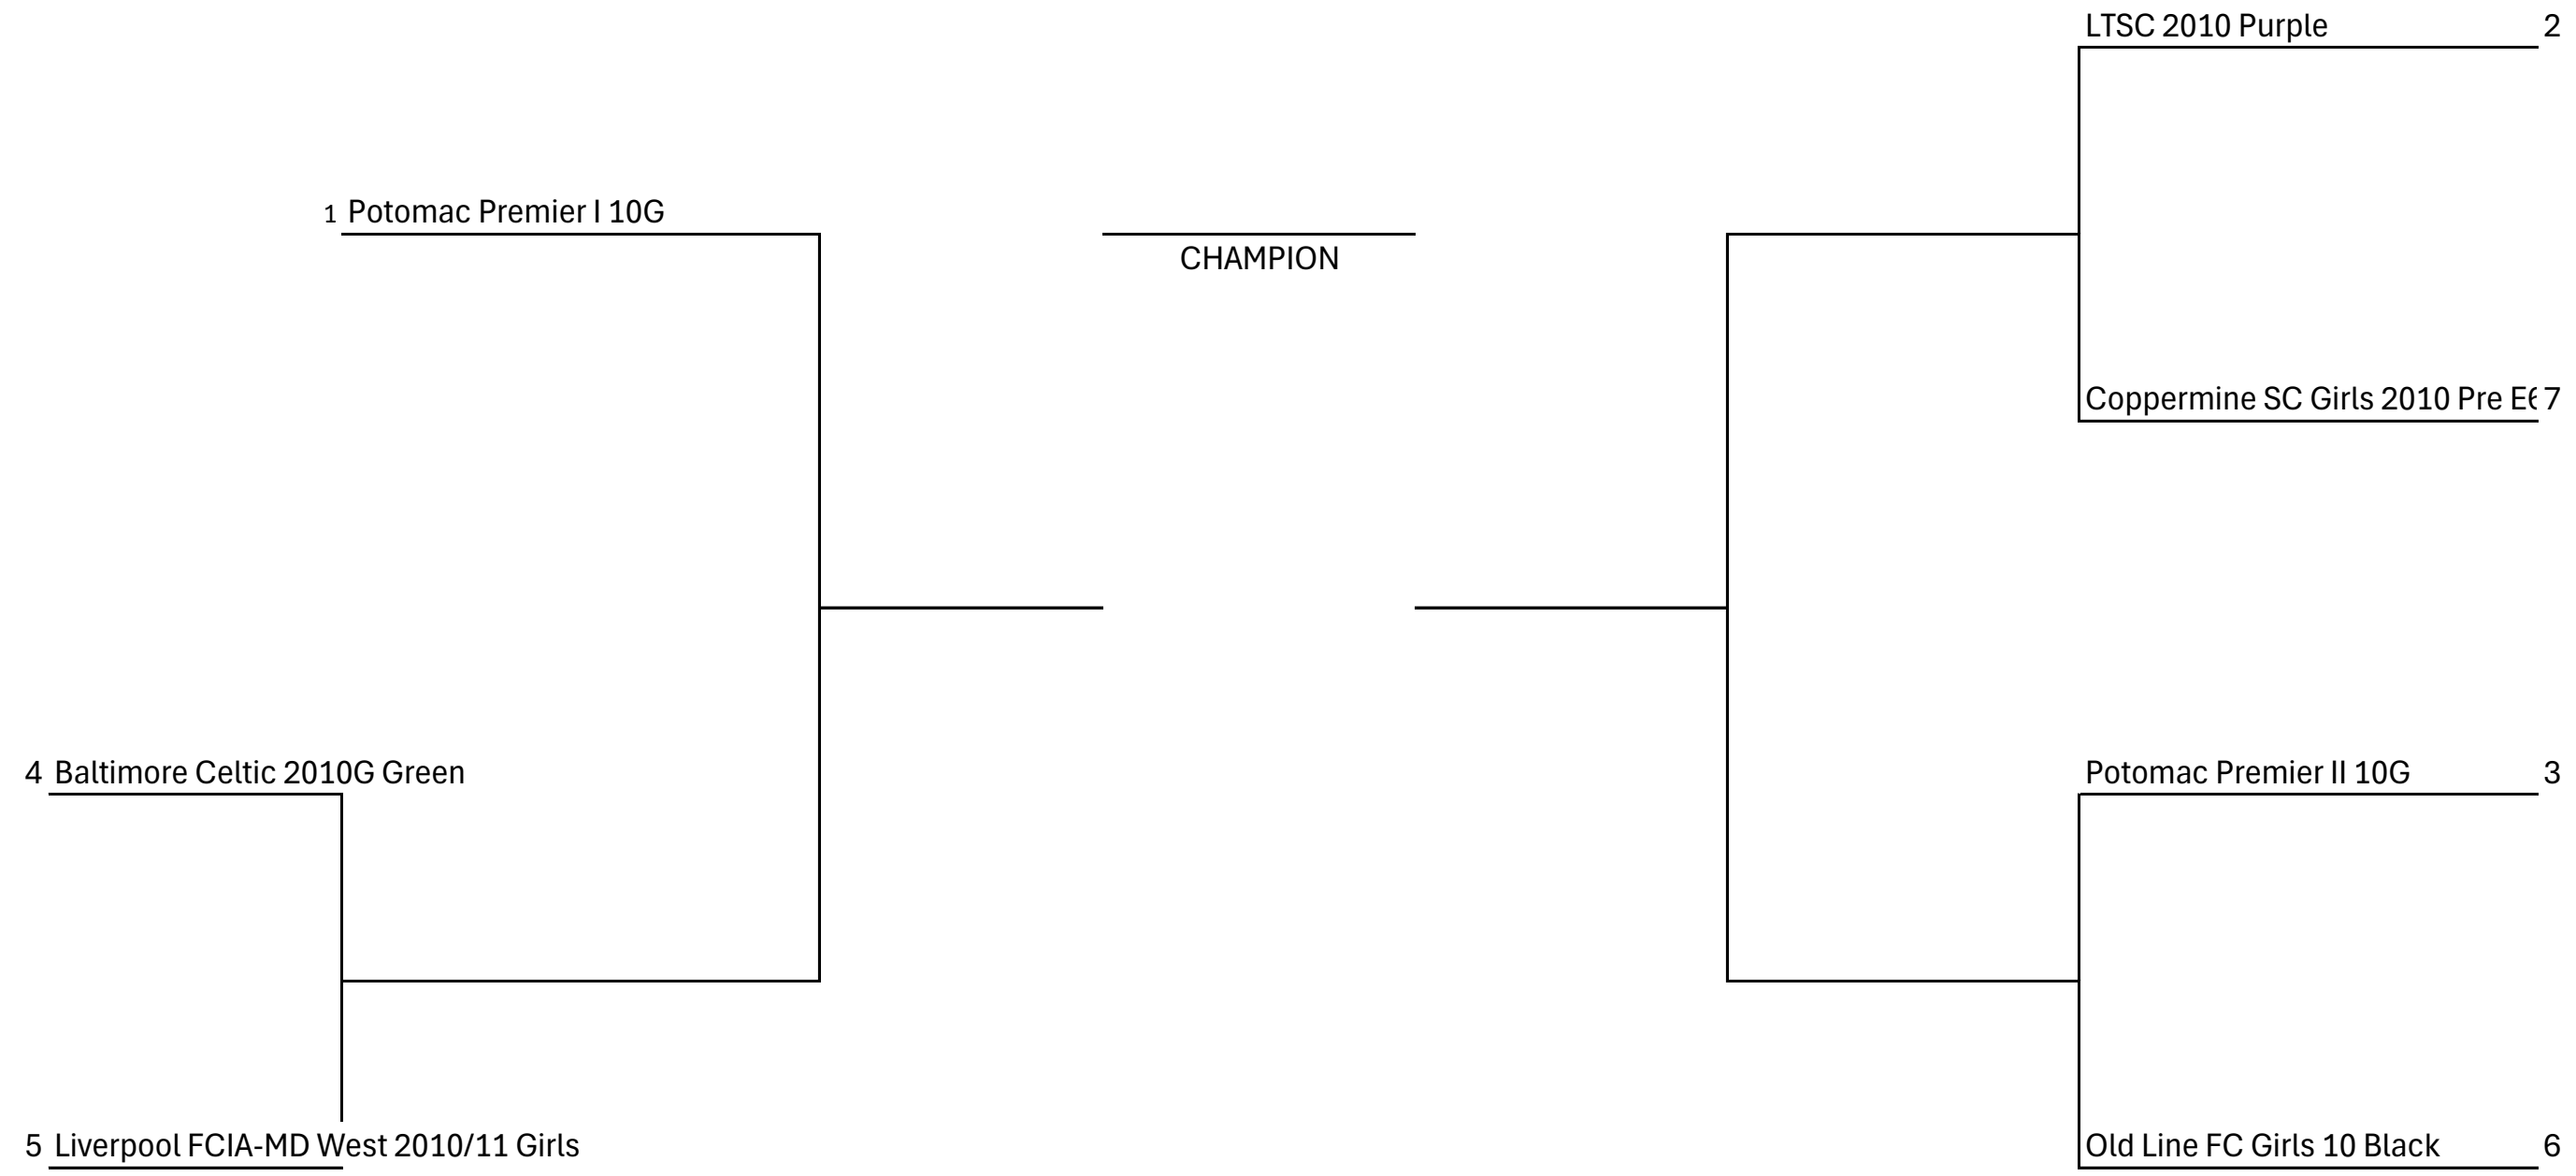 LTSC 2010 Purple 2
1 Potomac Premier I 10G
CHAMPION
Coppermine SC Girls 2010 Pre 7
4 Baltimore Celtic 2010G Green
Potomac Premier II 10G 3
5 Liverpool FCIA-MD West 2010/11 Girls
Old Line FC Girls 10 Black 6